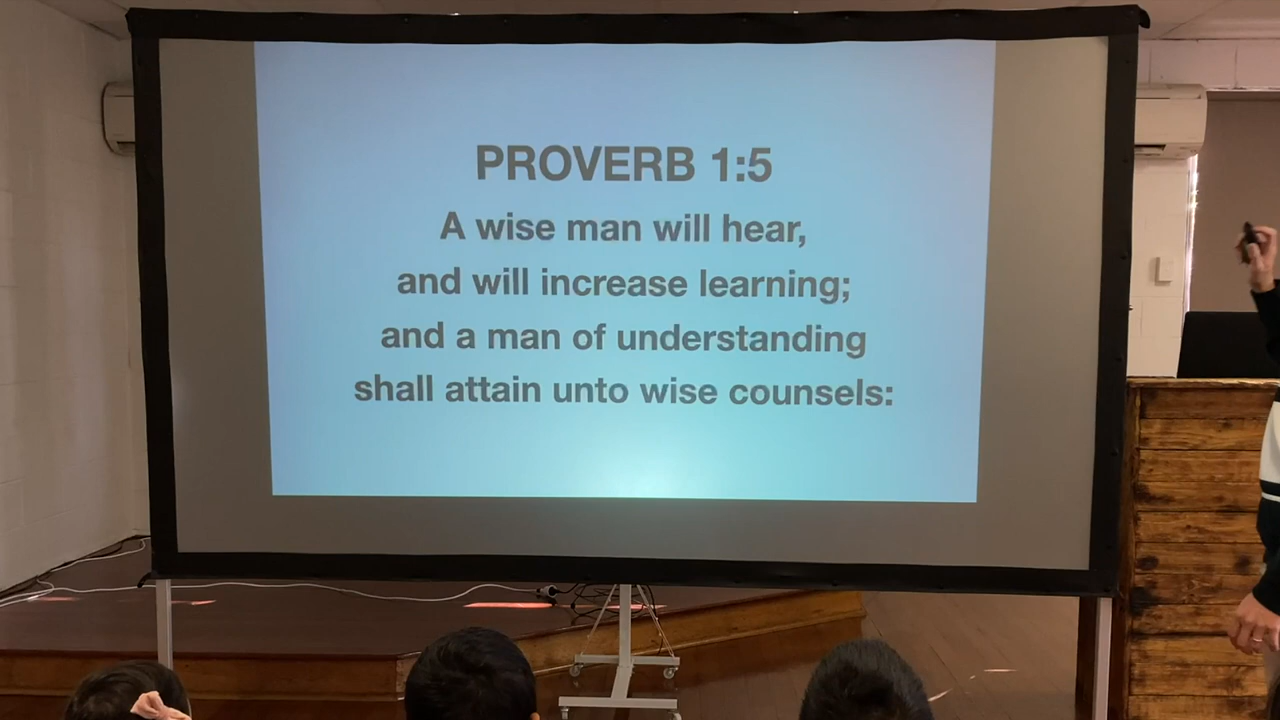 PROVERB 1:5
A wise man will hear,
and will increase learning;
and a man of understanding
shall attain unto wise counsels: